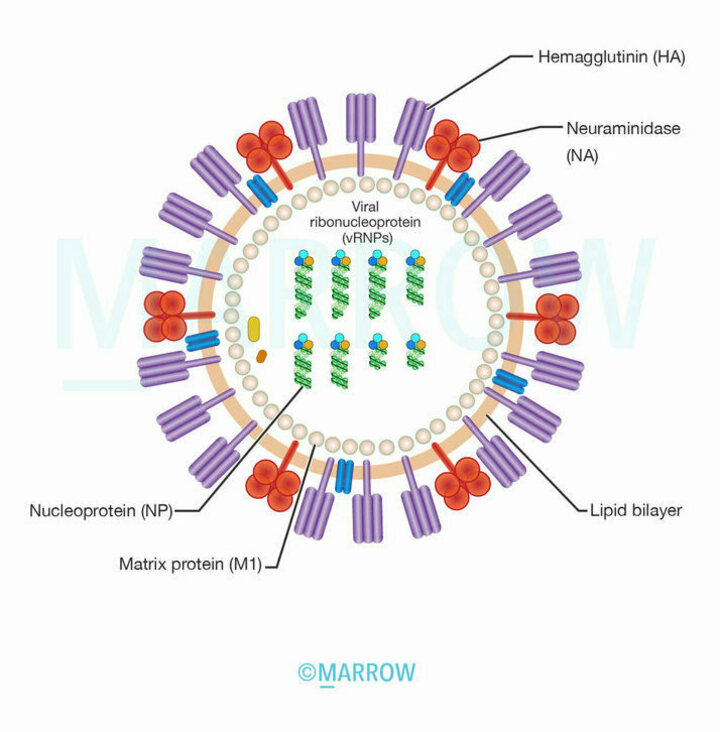 Hemagglutinin (HA)
Neuraminidase
(NA)
Viral
ribonucleoprotein
(vRNPs)
MARROW
Nucleoprotein (NP)
Lipid bilayer
Matrix protein (M1)
©MARROW